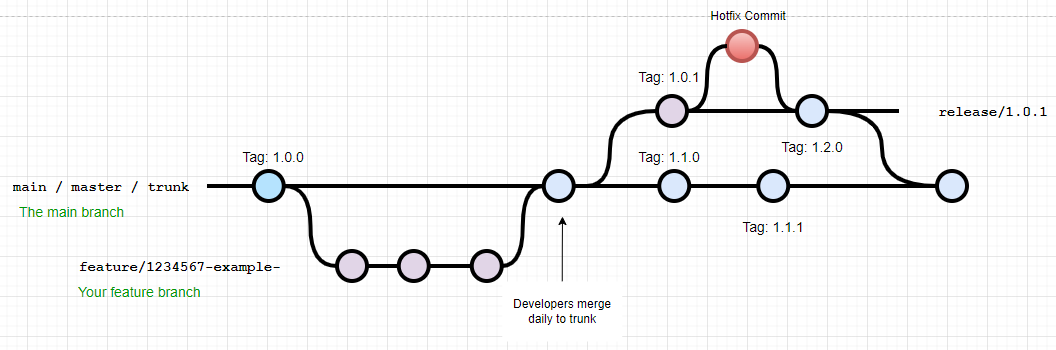 Hotfix Commit
Tag: 1.0.1
release/1.0.1
Tag: 1.2.0
Tag: 1.0.0
Tag: 1.1.0
main / master / trunk
The main branch
Tag: 1.1.1
feature/1234567-example-
Your feature branch
Developers merge
daily to trunk